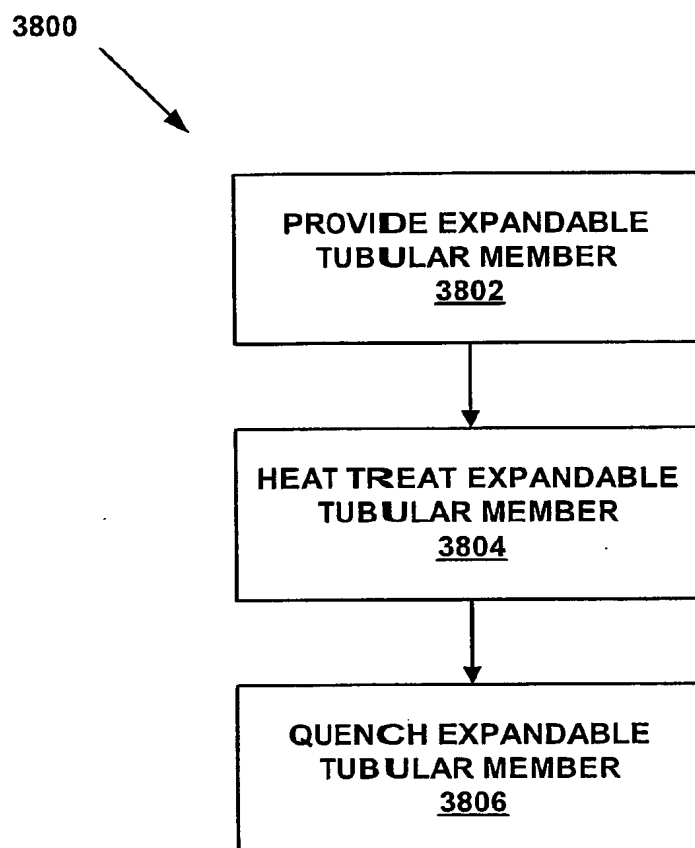 3800
PROVIDE EXPANDABLE
TUBULAR MEMBER
3802
HEAT TREAT EXPANDABLE
TUBULAR MEMBER
3804
QUENCH EXPANDABLE
TUBULAR MEMBER
3806